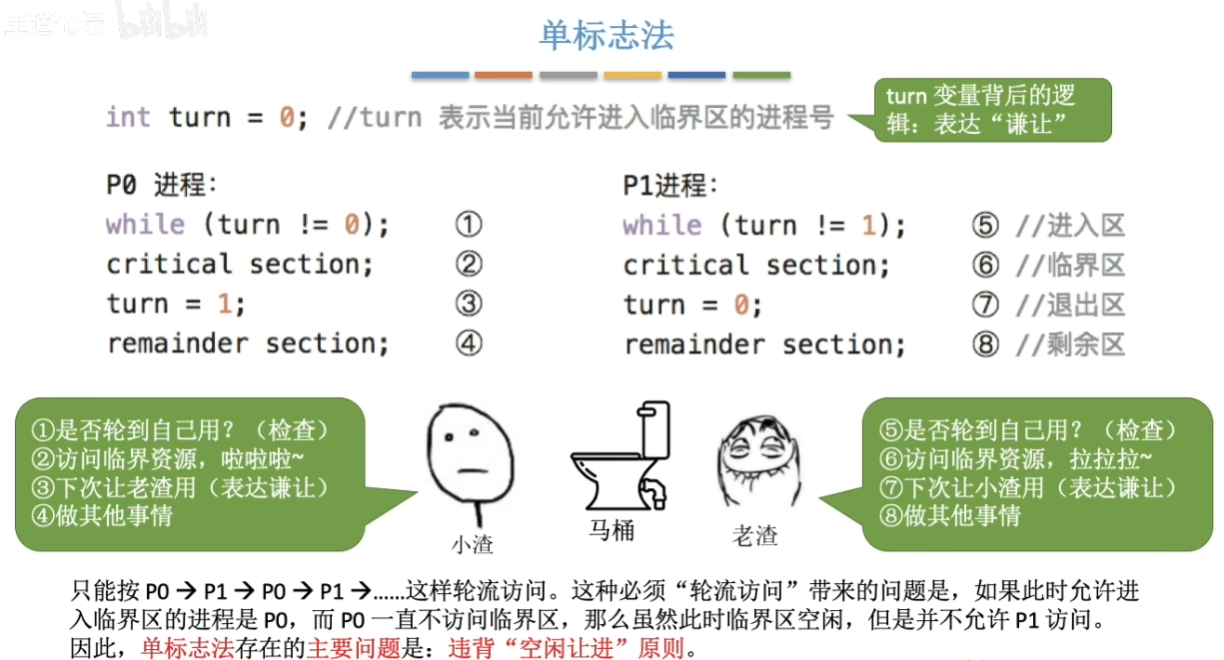 王道论坛 bilibili
单标志法
int turn = 0; //turn 表示当前允许进入临界区的进程号
turn 变量背后的逻
辑：表达“谦让”
P0 进程：
while (turn != 0); ①
critical section; ②
turn = 1; ③
remainder section; ④
P1进程：
while (turn != 1); ⑤ //进入区
critical section; ⑥ //临界区
turn = 0; ⑦ //退出区
remainder section; ⑧ //剩余区
①是否轮到自己用？（检查）
②访问临界资源，啦啦啦~
③下次让老渣用（表达谦让）
④做其他事情
小渣
马桶
老渣
⑤是否轮到自己用？（检查）
⑥访问临界资源，拉拉拉~
⑦下次让小渣用（表达谦让）
⑧做其他事情
只能按 P0 → P1 → P0 → P1 →……这样轮流访问。这种必须“轮流访问”带来的问题是，如果此时允许进
入临界区的进程是 P0，而 P0 一直不访问临界区，那么虽然此时临界区空闲，但是并不允许 P1 访问。
因此，单标志法存在的主要问题是：违背“空闲让进”原则。